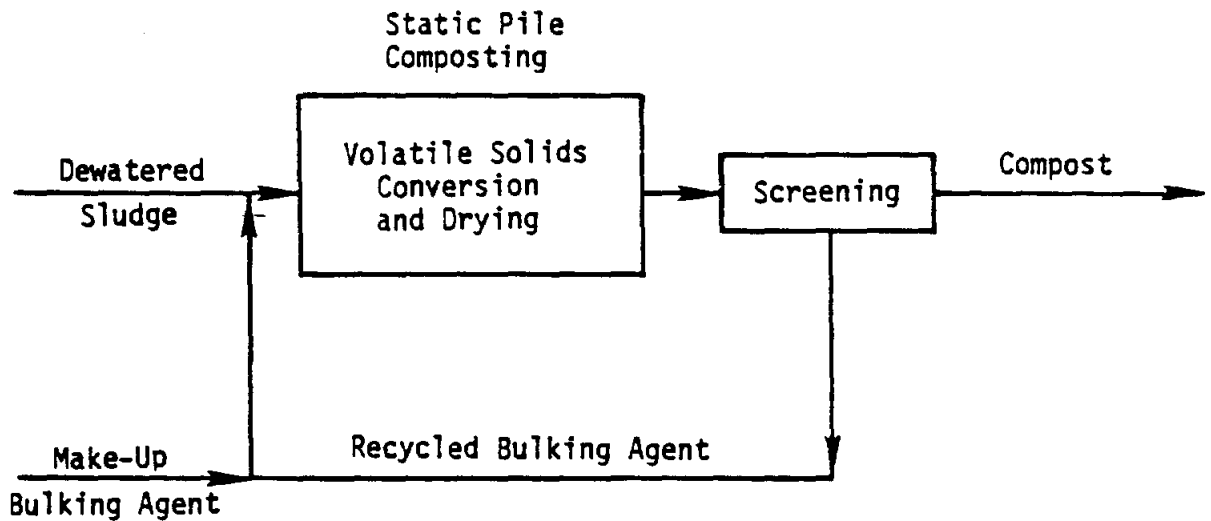 Static Pile
Composting
Volatile Solids
Conversion
and Drying
Dewatered
Sludge
Screening
Compost
Recycled Bulking Agent
Make-Up
Bulking Agent